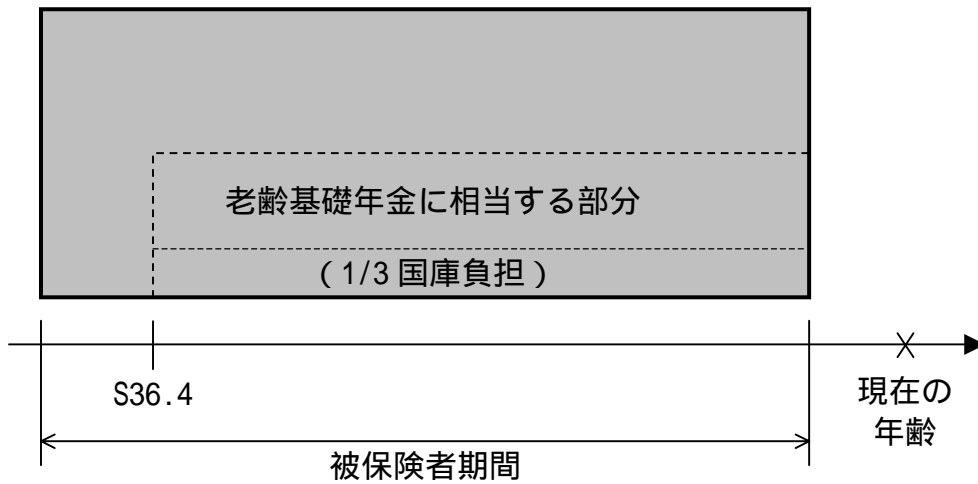 老齢基礎年金に相当する部分
(1/3 国庫負担)
S36.4
現在の
年齢
被保険者期間